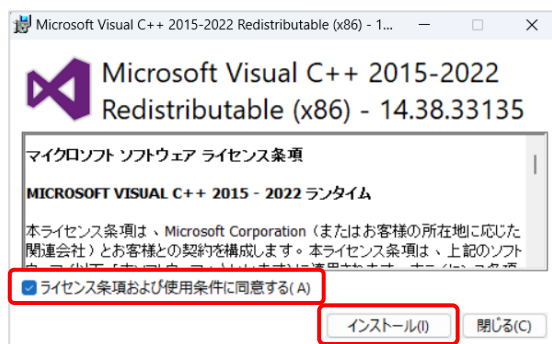 Microsoft Visual C++ 2015-2022 Redistributable (x86) - 1...
Microsoft Visual C++ 2015-2022
Redistributable (x86) - 14.38.33135
マイクロソフト ソフトウェア ライセンス条項
MICROSOFT VISUAL C++ 2015 - 2022 ランタイム
本ライセンス条項は、Microsoft Corporation（またはお客様の所在地に応じた
関連会社）とお客様との契約を構成します。本ライセンス条項は、上記のソフト
ライセンス条項および使用条件に同意する(A)
インストール(I)
閉じる(C)